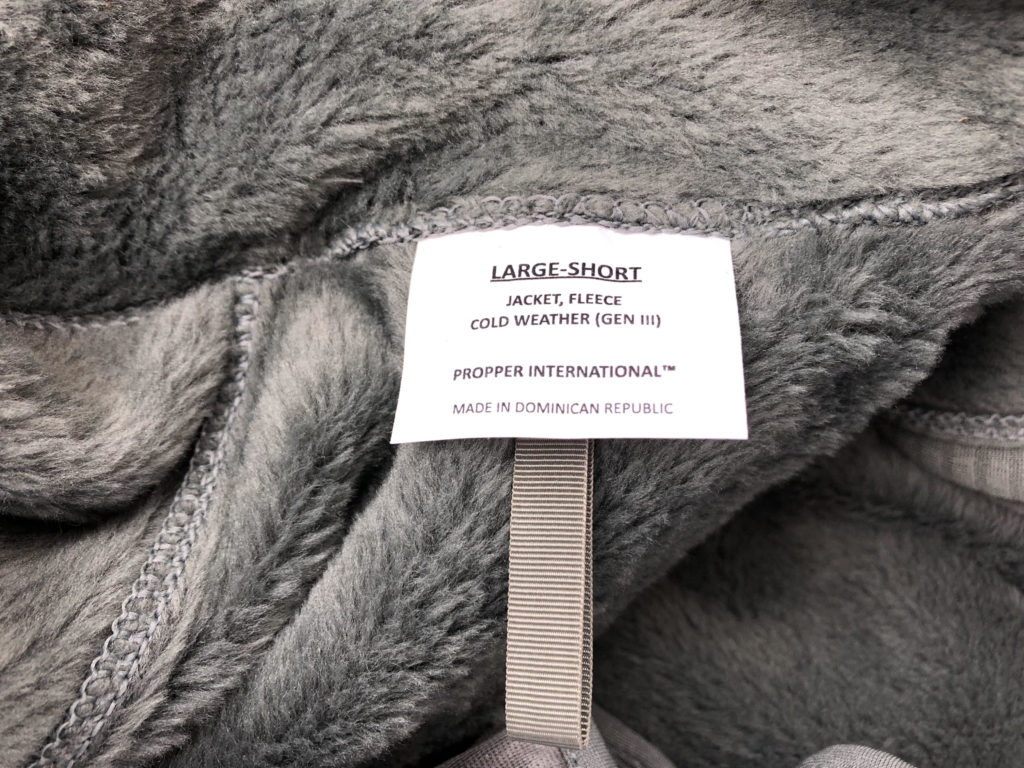 LARGE-SHORT
JACKET, FLEECE
COLD WEATHER (GEN III)
PROPPER INTERNATIONAL™
MADE IN DOMINICAN REPUBLIC